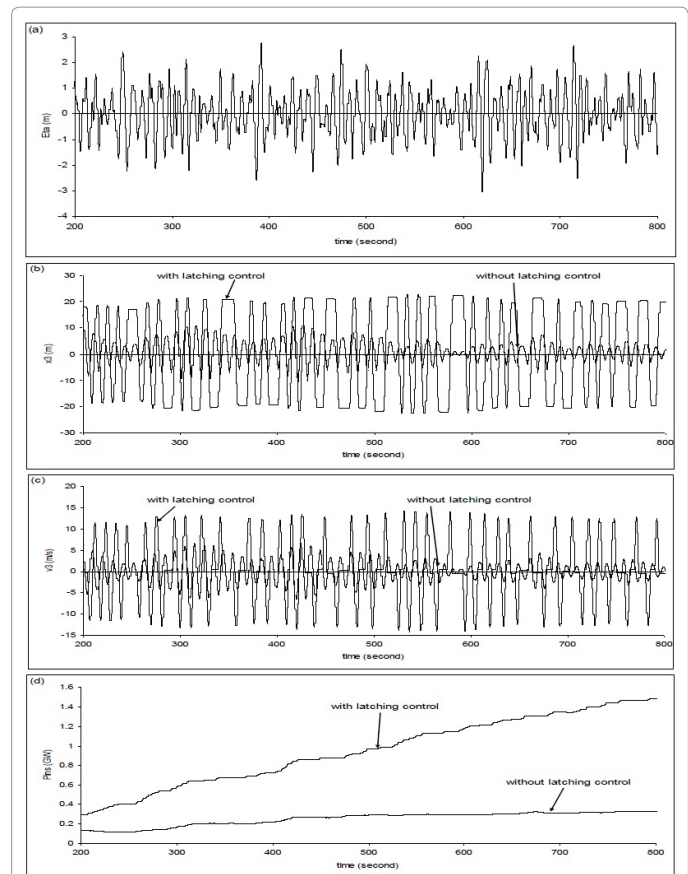 (a)
3
2
1
0
-1
-2
-3
-4
Eta (m)
200 300 400 500 600 700 800
time (second)
(b)
with latching control
without latching control
30
20
10
0
-10
-20
-30
x3 (m)
200 300 400 500 600 700 800
time (second)
(c)
with latching control
without latching control
20
15
10
5
0
-5
-10
-15
v3 (m/s)
200 300 400 500 600 700 800
time (second)
(d)
1.6
1.4
1.2
1
0.8
0.6
0.4
0.2
0
Pins (GW)
with latching control
without latching control
200 300 400 500 600 700 800
time (second)